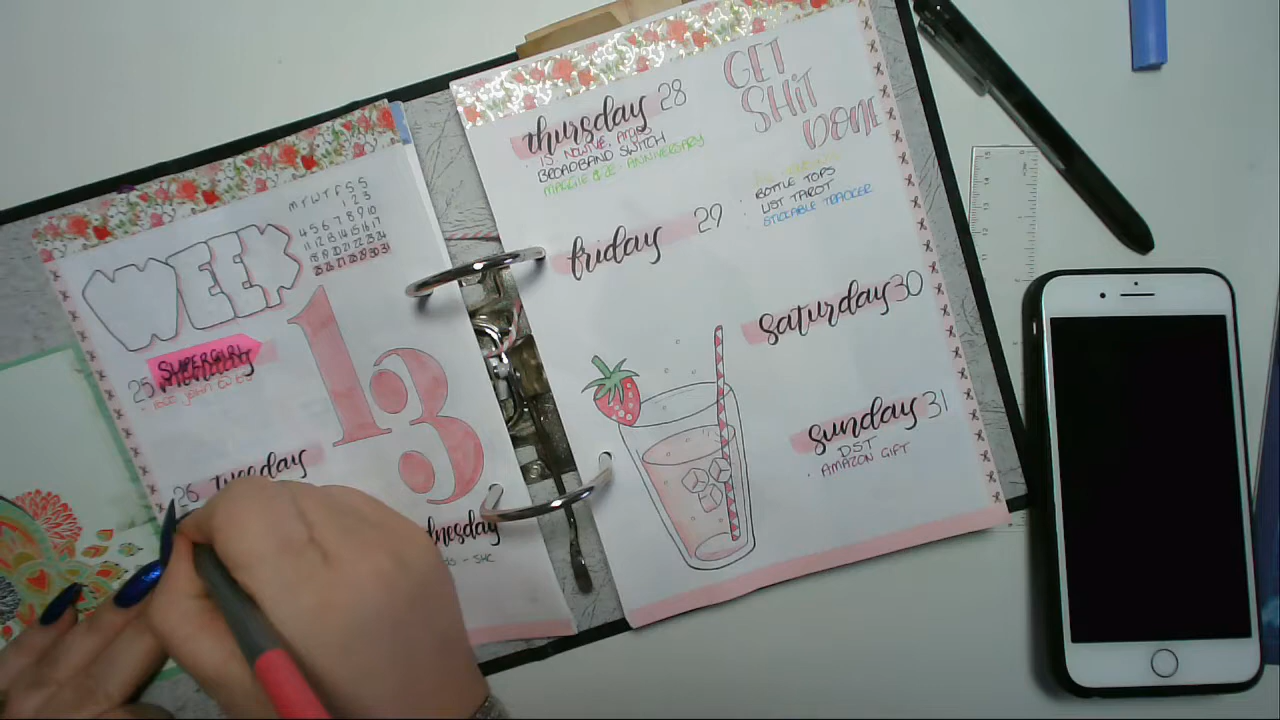 WEEK
M T W T F S S
1 2 3
4 5 6 7 8 9 10
11 12 13 14 15 16 17
18 19 20 21 22 23 24
25 26 27 28 29 30 31
13
SUPERGIRL
25
26 Tuesday
thursday 28
BROADBAND SWITCH
MAGGIE & ZE ANNIVERSARY
friday 29
GET
SHIT
DONE
BOTTLE TOPS
LIST TAROT
STICKABLE TRACKER
saturday 30
sunday 31
DST
· AMAZON GIFT